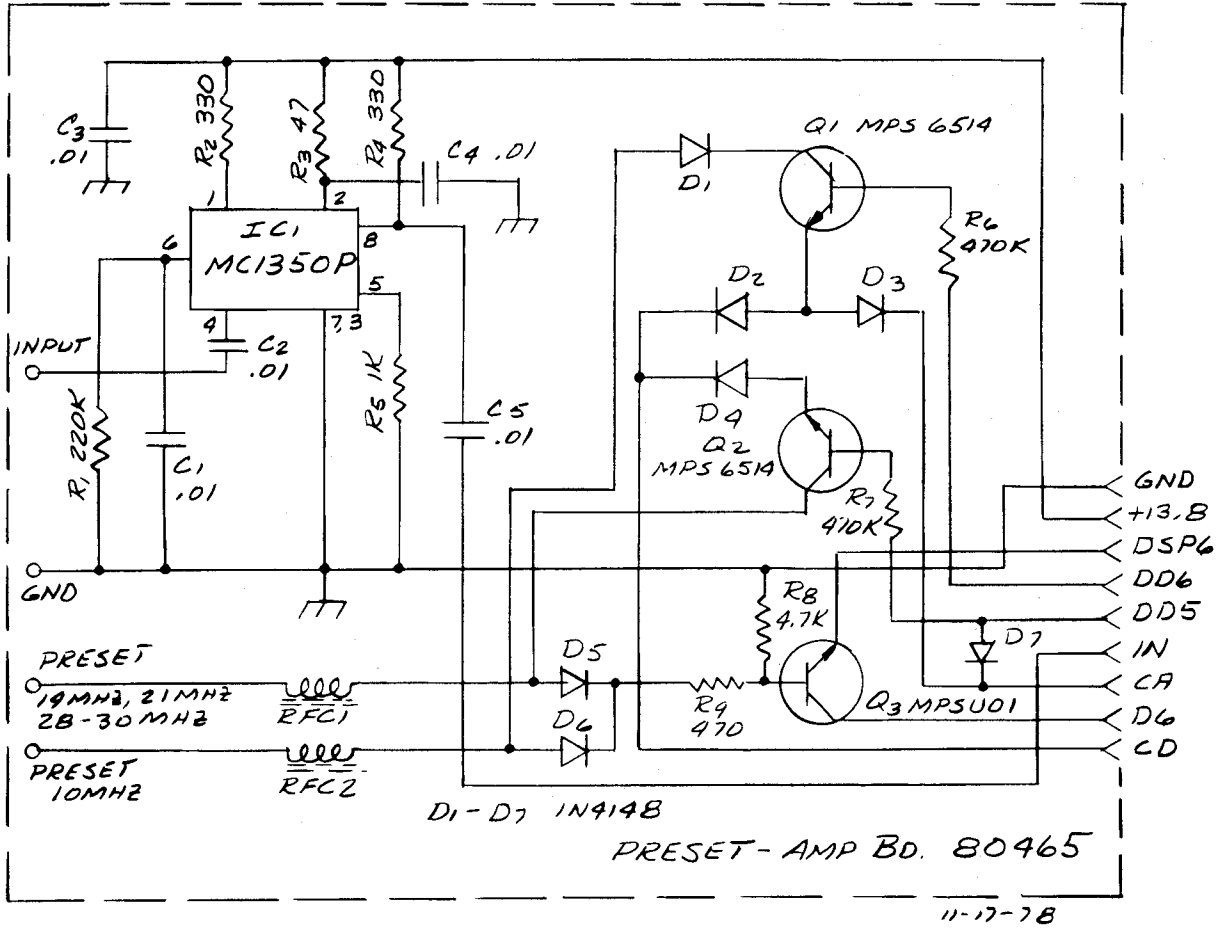 C3
.01
R2 330
R3 47
R4 330
C4 .01
1
2
IC1
MC1350P
6
8
5
4
7,3
INPUT
C2
.01
R1 220K
C1
.01
R5 1K
C5
.01
GND
Q1 MPS 6514
D1
R6
470K
D2
D3
D4
Q2
MPS 6514
R7
470K
GND
+13.8
DSP6
DD6
DD5
IN
CA
D6
CD
R8
4.7K
D7
D5
D6
R9
470
Q3 MPSU01
PRESET
14MHZ, 21MHZ
28-30MHZ
RFC1
PRESET
10MHZ
RFC2
D1-D7 1N4148
PRESET-AMP BD. 80465
11-17-78